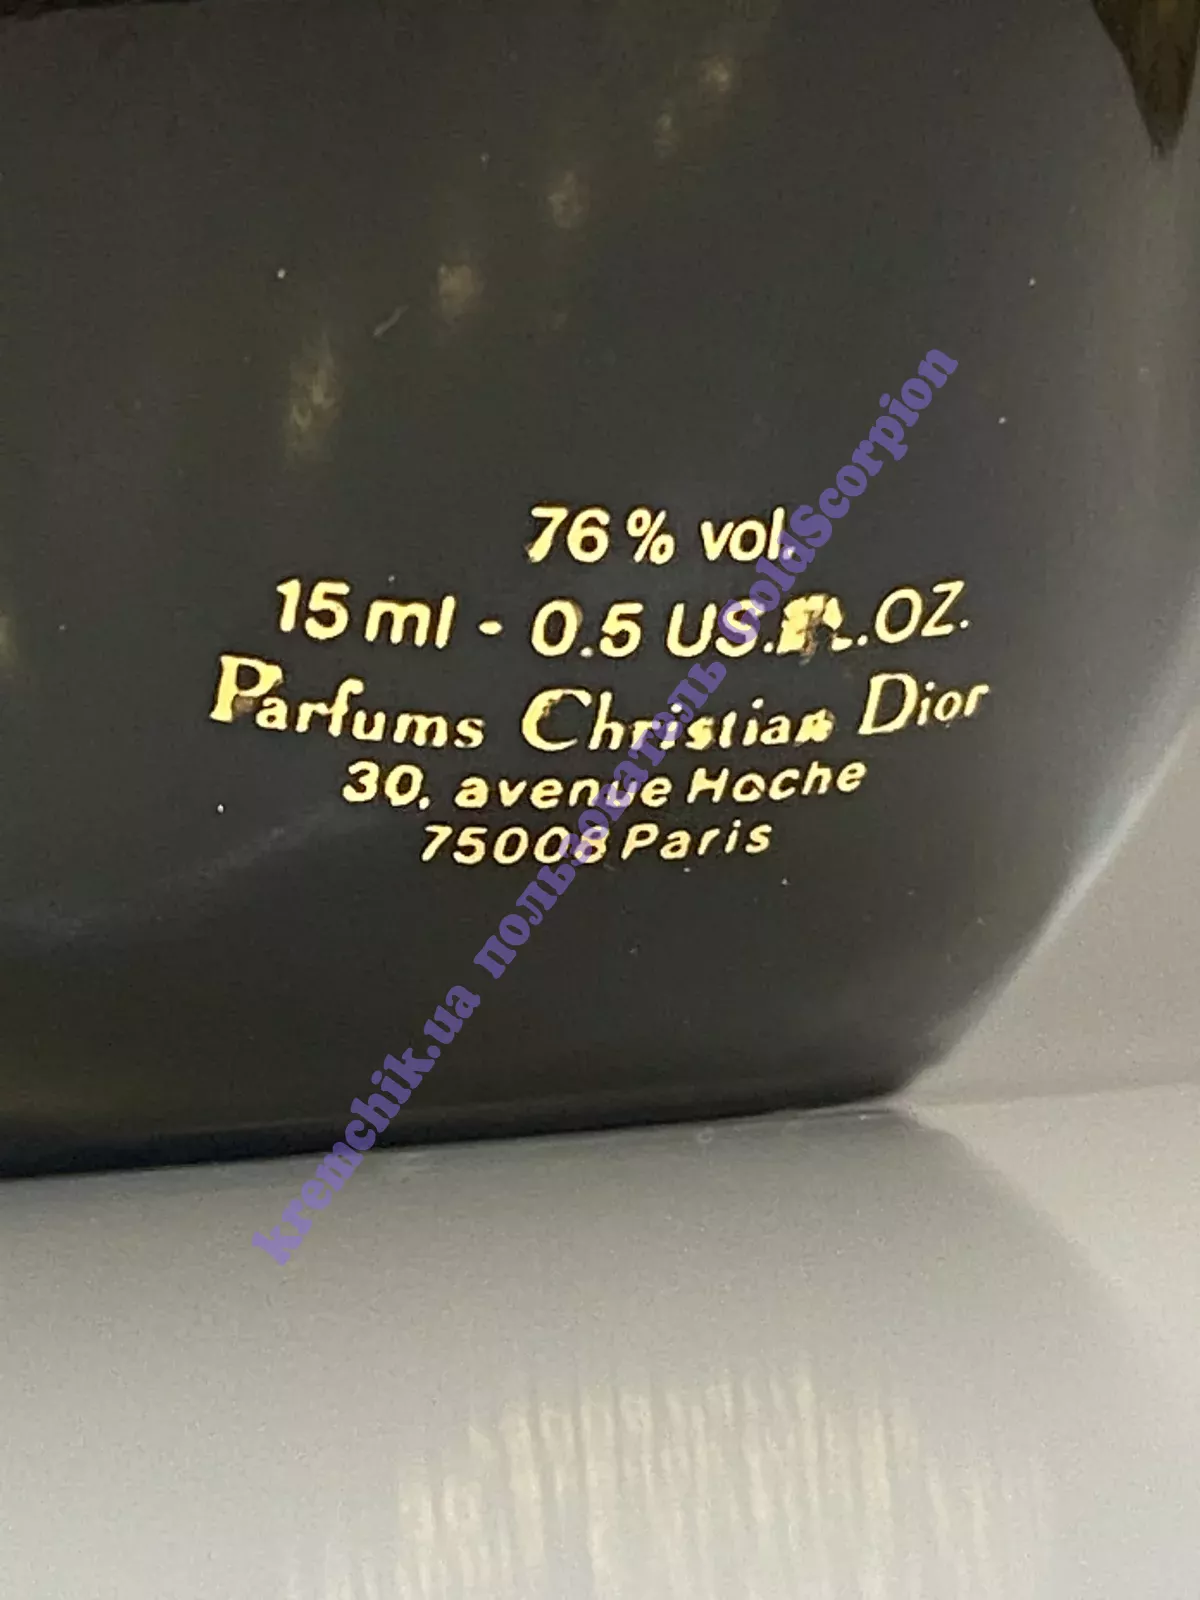 76% vol.
15 ml - 0.5 US.FL.OZ.
Parfums Christian Dior
30, avenue Hoche
75008 Paris
kremchik.ua пользователь GoldScorpion